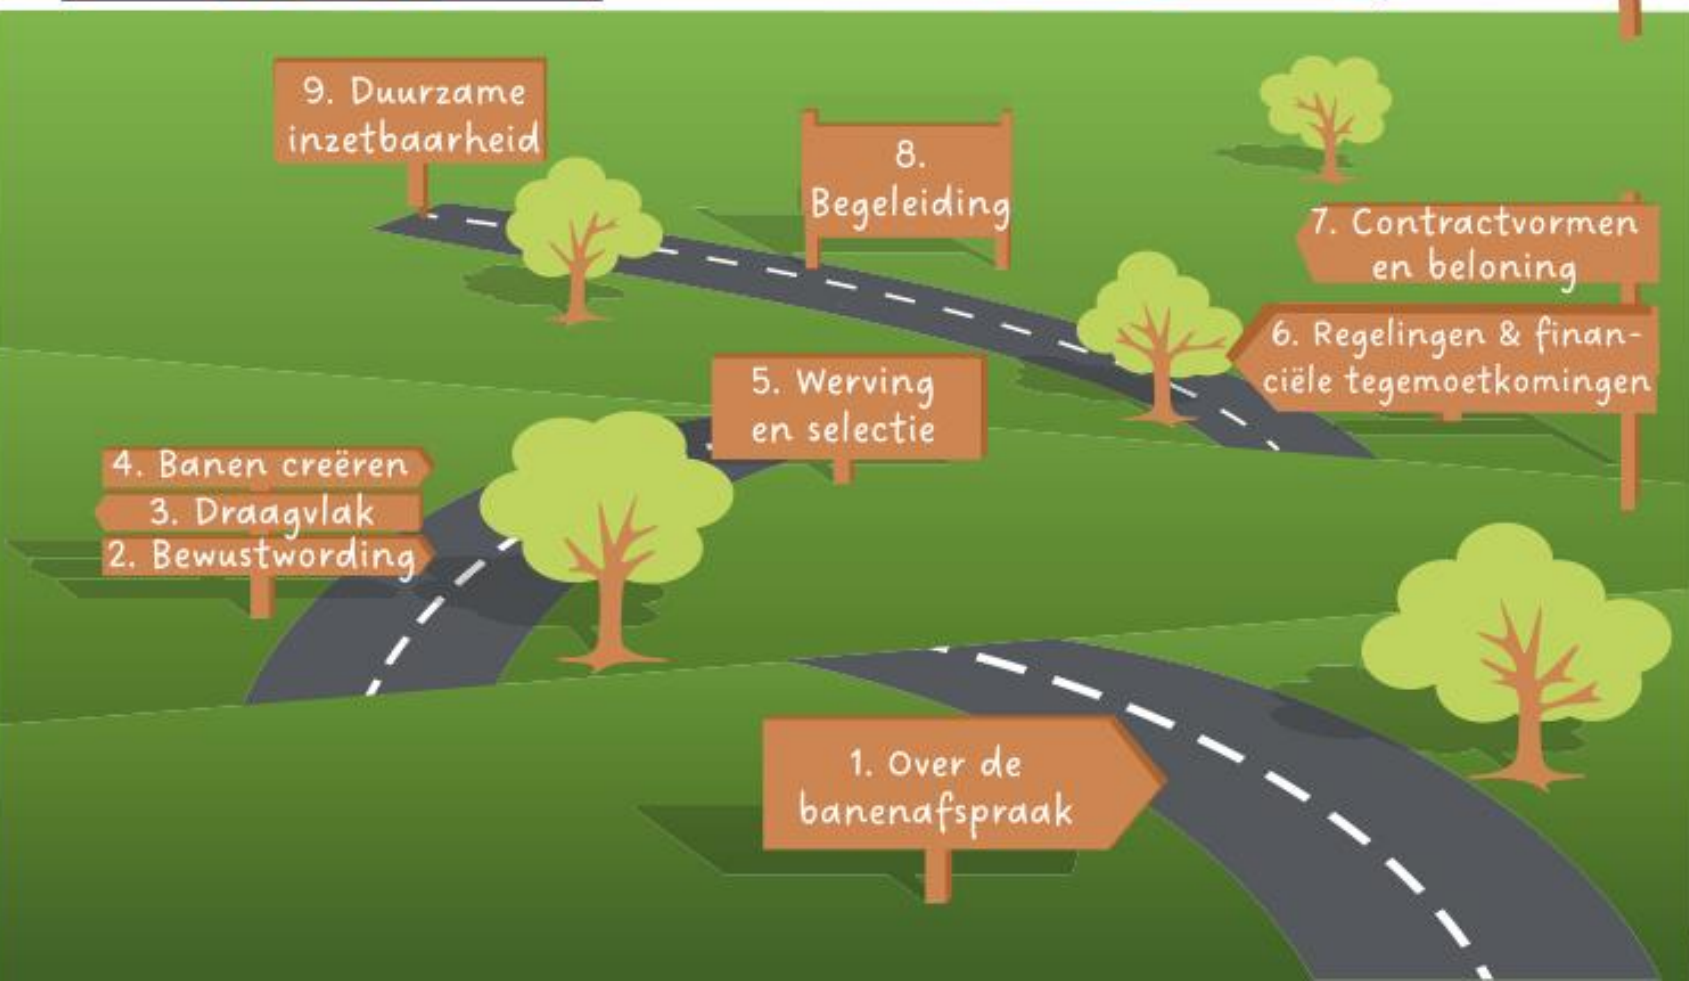 9. Duurzame
inzetbaarheid
8.
Begeleiding
7. Contractvormen
en beloning
6. Regelingen & finan-
ciële tegemoetkomingen
5. Werving
en selectie
4. Banen creëren
3. Draagvlak
2. Bewustwording
1. Over de
banenafspraak